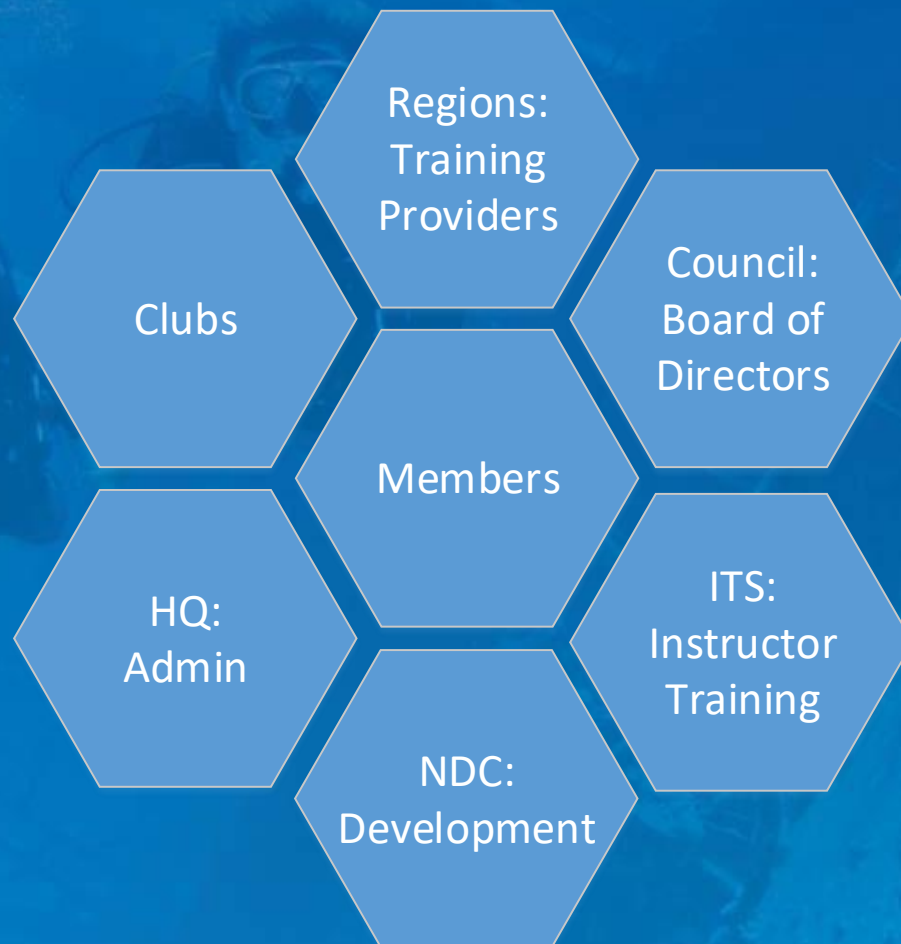 Regions:
Training
Providers
Clubs
Council:
Board of
Directors
Members
HQ:
Admin
ITS:
Instructor
Training
NDC:
Development